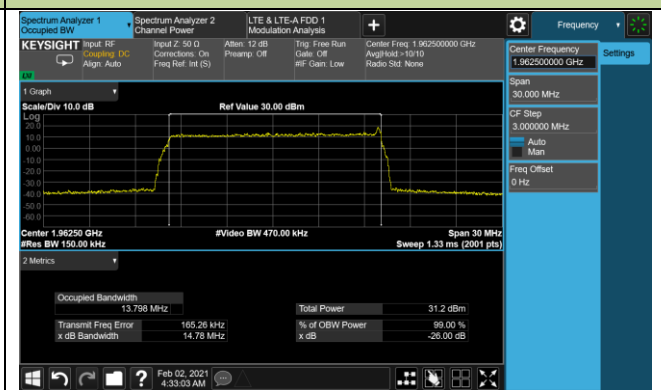 Spectrum Analyzer 1
Occupied BW
Spectrum Analyzer 2
Channel Power
LTE & LTE-A FDD 1
Modulation Analysis
+
Frequency
KEYSIGHT
Input: RF
Coupling: DC
Align: Auto
Input Z: 50 Ω
Corrections: On
Freq Ref: Int (S)
Atten: 12 dB
Preamp: Off
Trig: Free Run
Gate: Off
#IF Gain: Low
Center Freq: 1.962500000 GHz
Avg|Hold:>10/10
Radio Std: None
Center Frequency
1.962500000 GHz
Settings
Span
30.000 MHz
CF Step
3.000000 MHz
Auto
Man
Freq Offset
0 Hz
1 Graph
Scale/Div 10.0 dB
Ref Value 30.00 dBm
Log
20.0
10.0
0.00
-10.0
-20.0
-30.0
-40.0
-50.0
-60.0
Center 1.96250 GHz
#Video BW 470.00 kHz
Span 30 MHz
#Res BW 150.00 kHz
Sweep 1.33 ms (2001 pts)
2 Metrics
Occupied Bandwidth
13.798 MHz
Total Power
31.2 dBm
Transmit Freq Error
165.26 kHz
% of OBW Power
99.00 %
x dB Bandwidth
14.78 MHz
x dB
-26.00 dB
?
Feb 02, 2021
4:33:03 AM